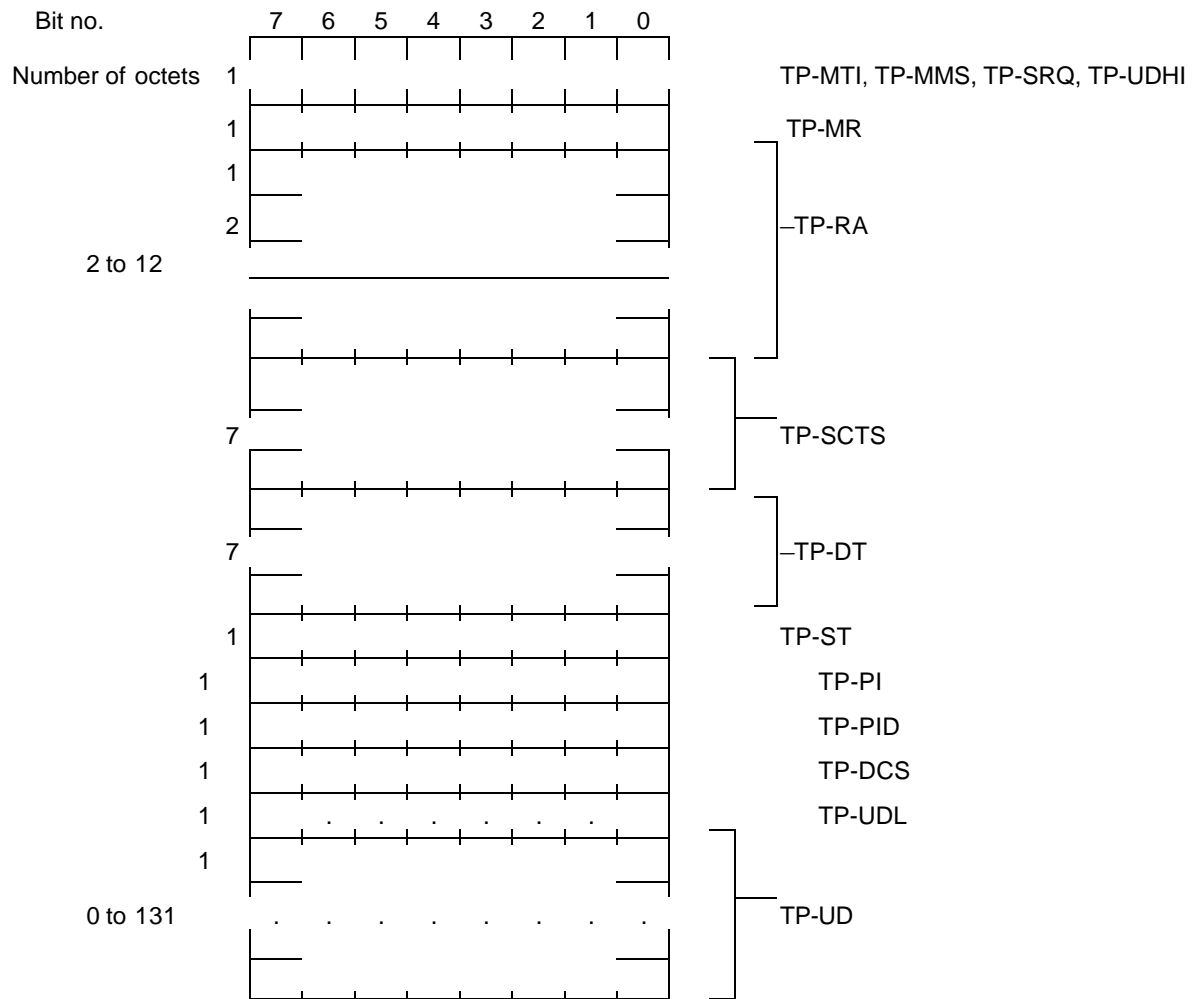 Bit no. 7 6 5 4 3 2 1 0
Number of octets 1 TP-MTI, TP-MMS, TP-SRQ, TP-UDHI
1 TP-MR
1
2 –TP-RA
2 to 12
7 TP-SCTS
7 –TP-DT
1 TP-ST
1 TP-PI
1 TP-PID
1 TP-DCS
1 . . . . . . TP-UDL
1
0 to 131 . . . . . . . . TP-UD